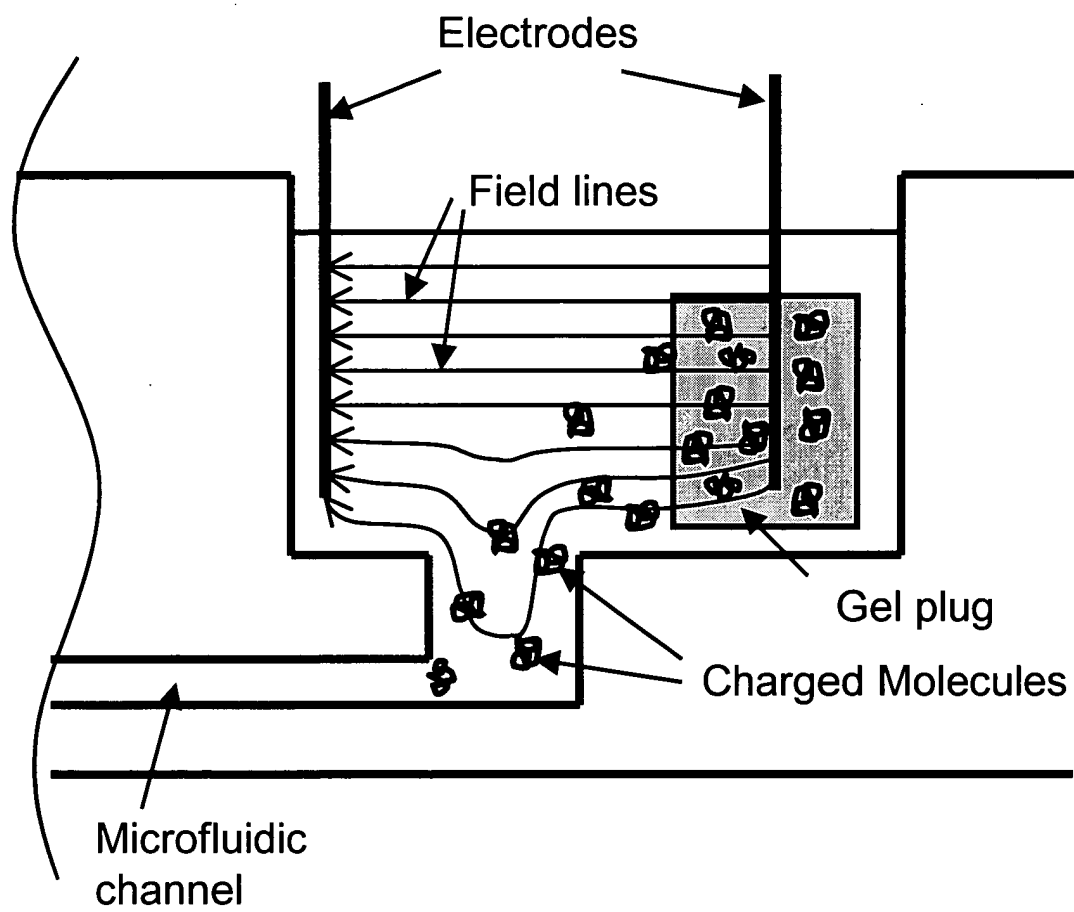 Electrodes
Field lines
Gel plug
Charged Molecules
Microfluidic
channel